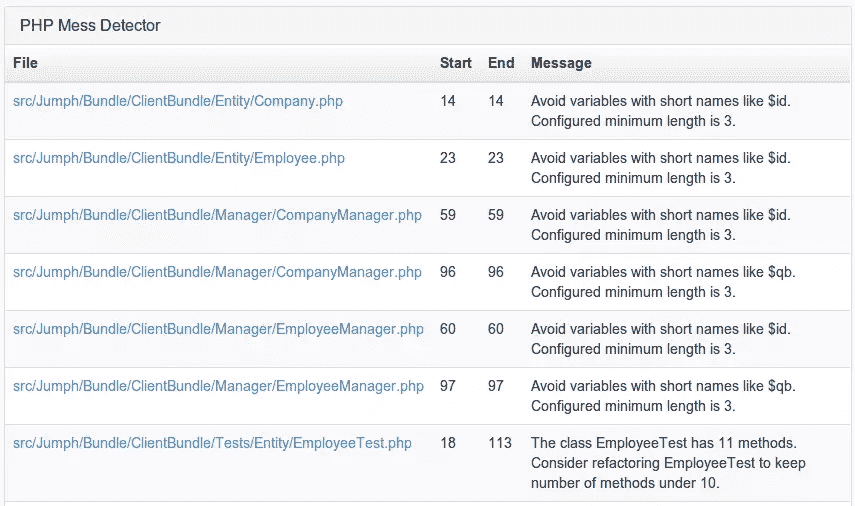 PHP Mess Detector
File Start End Message
src/Jumph/Bundle/ClientBundle/Entity/Company.php 14 14 Avoid variables with short names like $id.
Configured minimum length is 3.
src/Jumph/Bundle/ClientBundle/Entity/Employee.php 23 23 Avoid variables with short names like $id.
Configured minimum length is 3.
src/Jumph/Bundle/ClientBundle/Manager/CompanyManager.php 59 59 Avoid variables with short names like $id.
Configured minimum length is 3.
src/Jumph/Bundle/ClientBundle/Manager/CompanyManager.php 96 96 Avoid variables with short names like $qb.
Configured minimum length is 3.
src/Jumph/Bundle/ClientBundle/Manager/EmployeeManager.php 60 60 Avoid variables with short names like $id.
Configured minimum length is 3.
src/Jumph/Bundle/ClientBundle/Manager/EmployeeManager.php 97 97 Avoid variables with short names like $qb.
Configured minimum length is 3.
src/Jumph/Bundle/ClientBundle/Tests/Entity/EmployeeTest.php 18 113 The class EmployeeTest has 11 methods.
Consider refactoring EmployeeTest to keep
number of methods under 10.